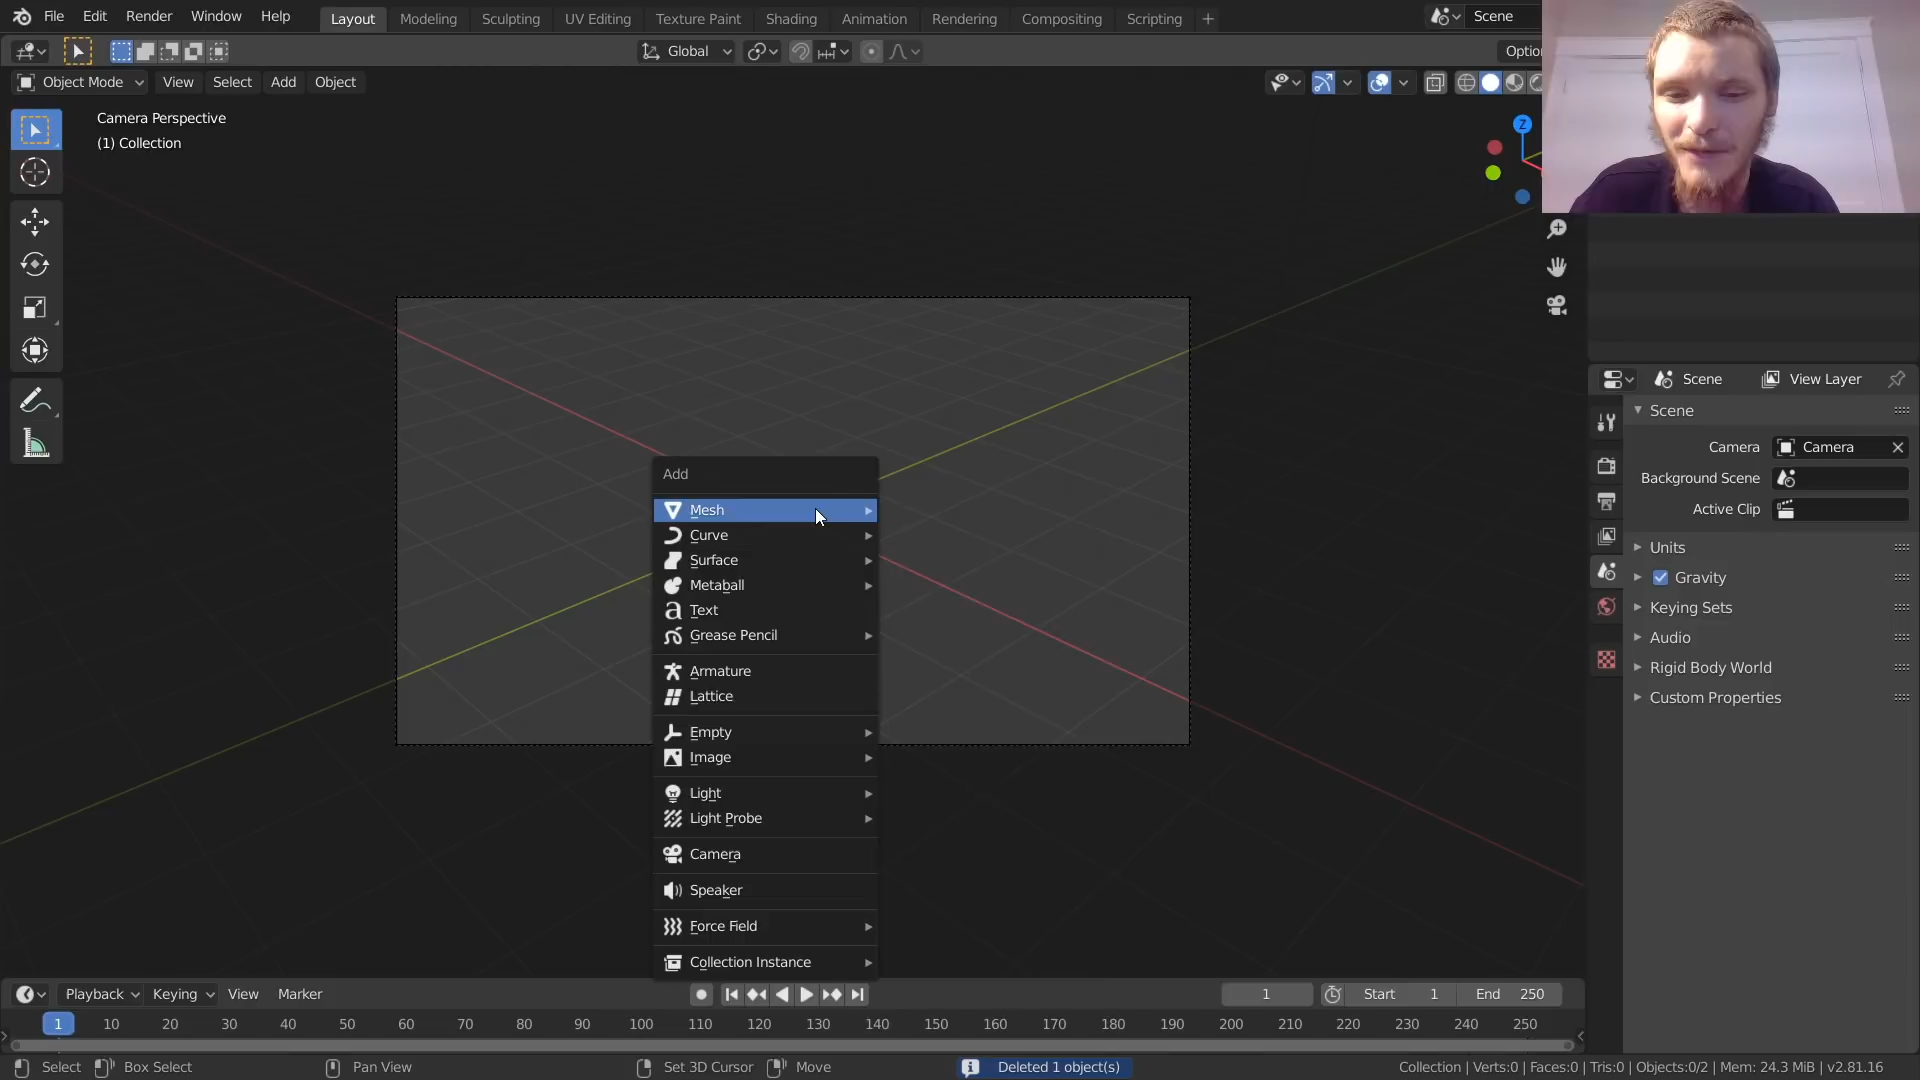 File Edit Render Window Help Layout Modeling Sculpting UV Editing Texture Paint Shading Animation Rendering Compositing Scripting + Scene
Global Optio
Object Mode View Select Add Object
Camera Perspective
(1) Collection
Z
Scene View Layer
Scene
Camera Camera
Background Scene
Active Clip
Units
Gravity
Keying Sets
Audio
Rigid Body World
Custom Properties
Add
Mesh
Curve
Surface
Metaball
Text
Grease Pencil
Armature
Lattice
Empty
Image
Light
Light Probe
Camera
Speaker
Force Field
Collection Instance
Playback Keying View Marker 1 Start 1 End 250
1 10 20 30 40 50 60 70 80 90 100 110 120 130 140 150 160 170 180 190 200 210 220 230 240 250
Select Box Select Pan View Set 3D Cursor Move Deleted 1 object(s) Collection | Verts:0 | Faces:0 | Tris:0 | Objects:0/2 | Mem: 24.3 MiB | v2.81.16